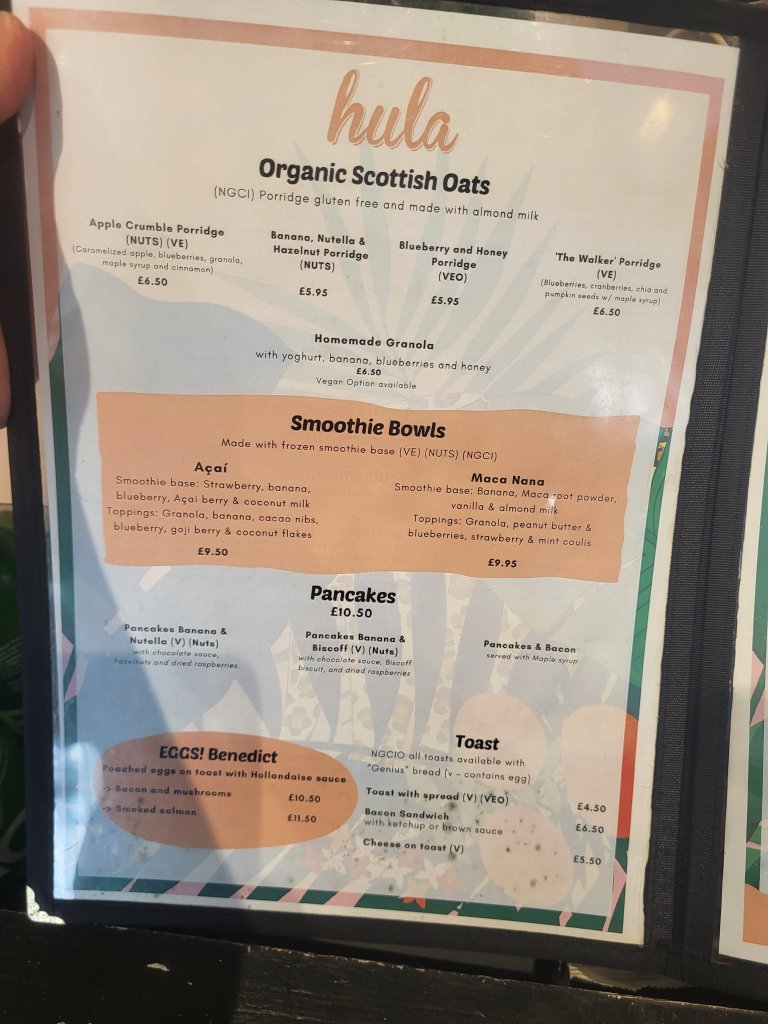 hula
Organic Scottish Oats
(NGCI) Porridge gluten free and made with almond milk
Apple Crumble Porridge
(NUTS) (VE)
(Caramelized apple, blueberries, granola,
maple syrup and cinnamon)
£6.50
Banana, Nutella &
Hazelnut Porridge
(NUTS)
£5.95
Blueberry and Honey
Porridge
(VEO)
£5.95
'The Walker' Porridge
(VE)
(Blueberries, cranberries, chia and
pumpkin seeds w/ maple syrup)
£6.50
Homemade Granola
with yoghurt, banana, blueberries and honey
£6.50
Vegan Option available
Smoothie Bowls
Made with frozen smoothie base (VE) (NUTS) (NGCI)
Açaí
Smoothie base: Strawberry, banana,
blueberry, Açai berry & coconut milk
Toppings: Granola, banana, cacao nibs,
blueberry, goji berry & coconut flakes
£9.50
Maca Nana
Smoothie base: Banana, Maca root powder,
vanilla & almond milk
Toppings: Granola, peanut butter &
blueberries, strawberry & mint coulis
£9.95
Pancakes
£10.50
Pancakes Banana &
Nutella (V) (Nuts)
with chocolate sauce,
hazelnuts and dried raspberries
Pancakes Banana &
Biscoff (V) (Nuts)
with chocolate sauce, Biscoff
biscuit, and dried raspberries
Pancakes & Bacon
served with Maple syrup
EGGS! Benedict
Poached eggs on toast with Hollandaise sauce
-> Bacon and mushrooms £10.50
-> Smoked salmon £11.50
Toast
NGCIO all toasts available with
"Genius" bread (v - contains egg)
Toast with spread (V) (VEO) £4.50
Bacon Sandwich
with ketchup or brown sauce £6.50
Cheese on toast (V) £5.50